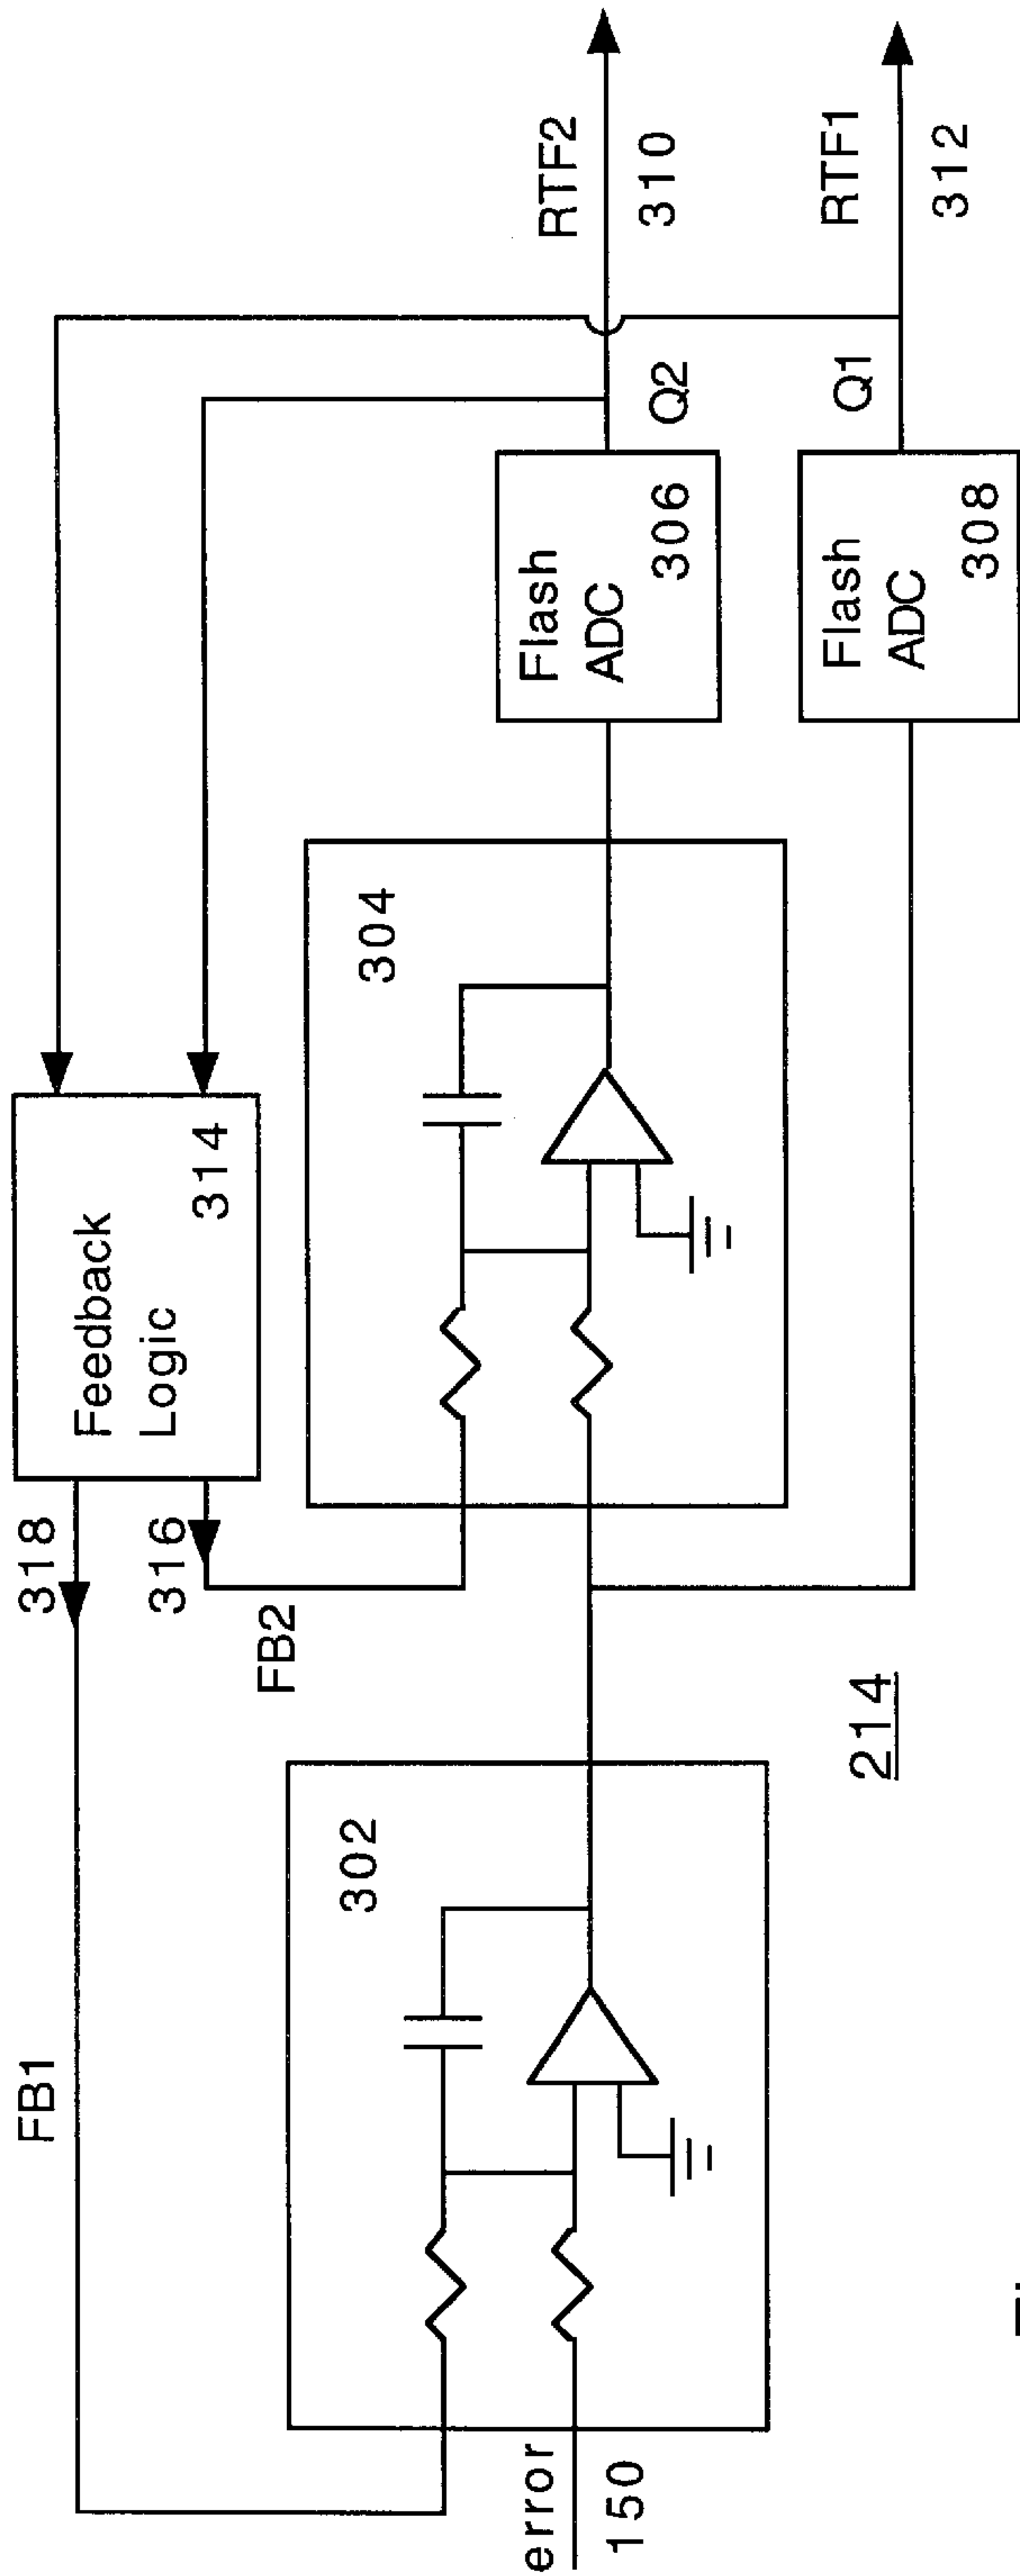 FB1
318
316
FB2
Feedback
Logic
314
302
304
Flash
ADC
306
Q2
RTF2
310
Flash
ADC
308
Q1
RTF1
312
error
150
214